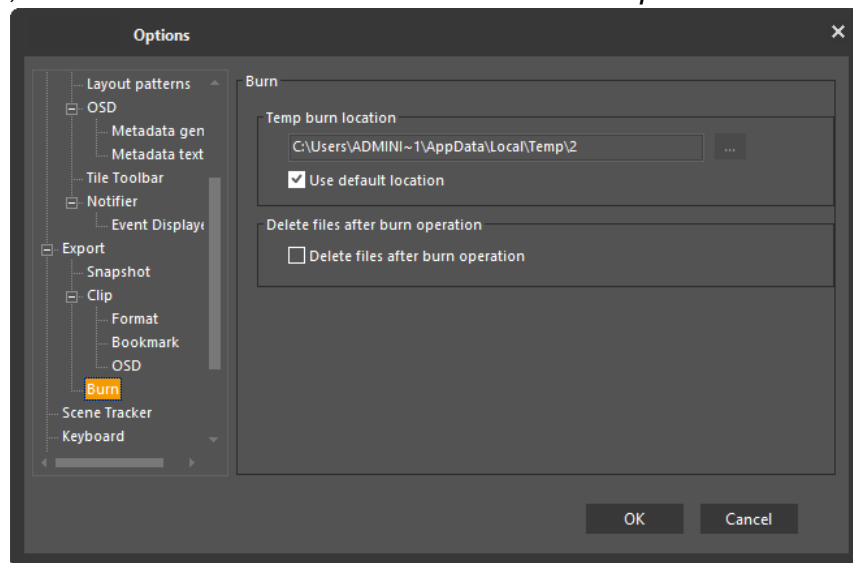 Options
Layout patterns
OSD
Metadata gen
Metadata text
Tile Toolbar
Notifier
Event Displaye
Export
Snapshot
Clip
Format
Bookmark
OSD
Burn
Scene Tracker
Keyboard
Burn
Temp burn location
C:\Users\ADMINI~1\AppData\Local\Temp\2
...
Use default location
Delete files after burn operation
Delete files after burn operation
OK
Cancel